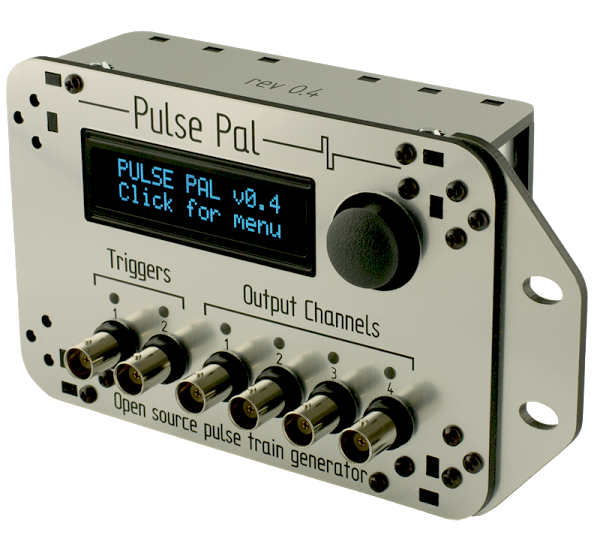 rev 0.4
Pulse Pal
PULSE PAL v0.4
Click for menu
Triggers
1 2
Output Channels
1 2 3 4
Open source pulse train generator